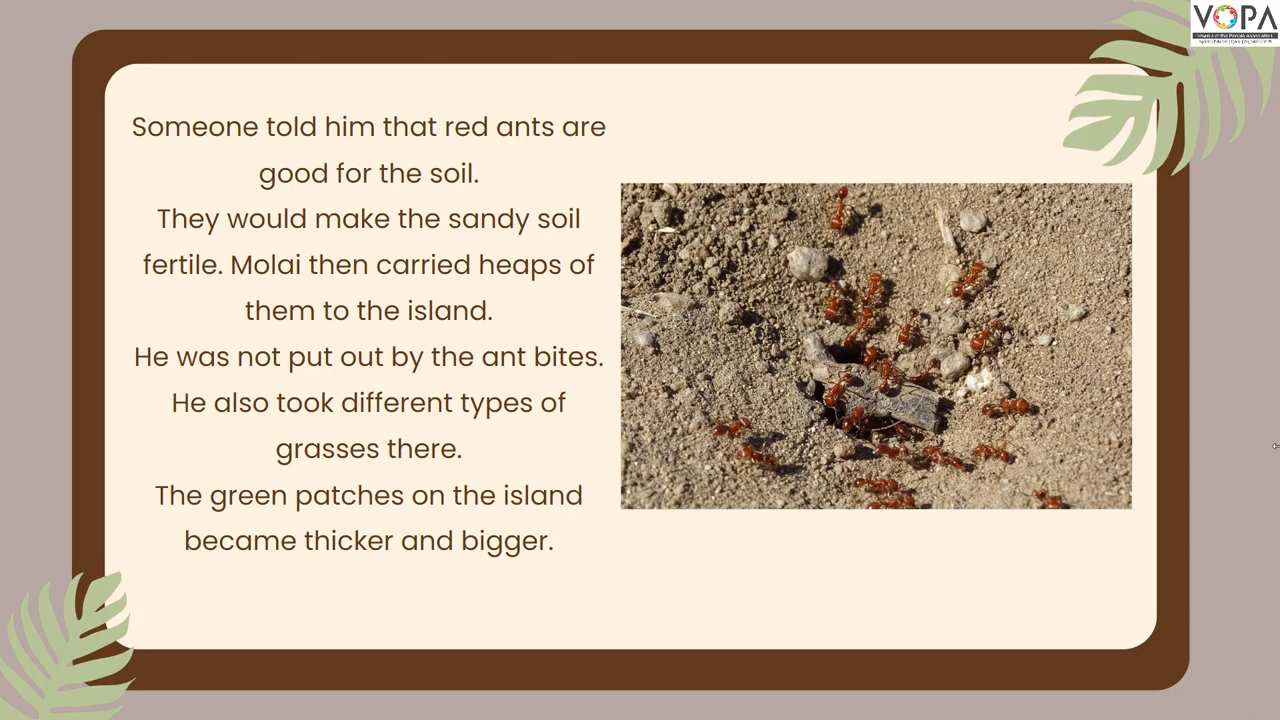 VOPA
Someone told him that red ants are
good for the soil.
They would make the sandy soil
fertile. Molai then carried heaps of
them to the island.
He was not put out by the ant bites.
He also took different types of
grasses there.
The green patches on the island
became thicker and bigger.